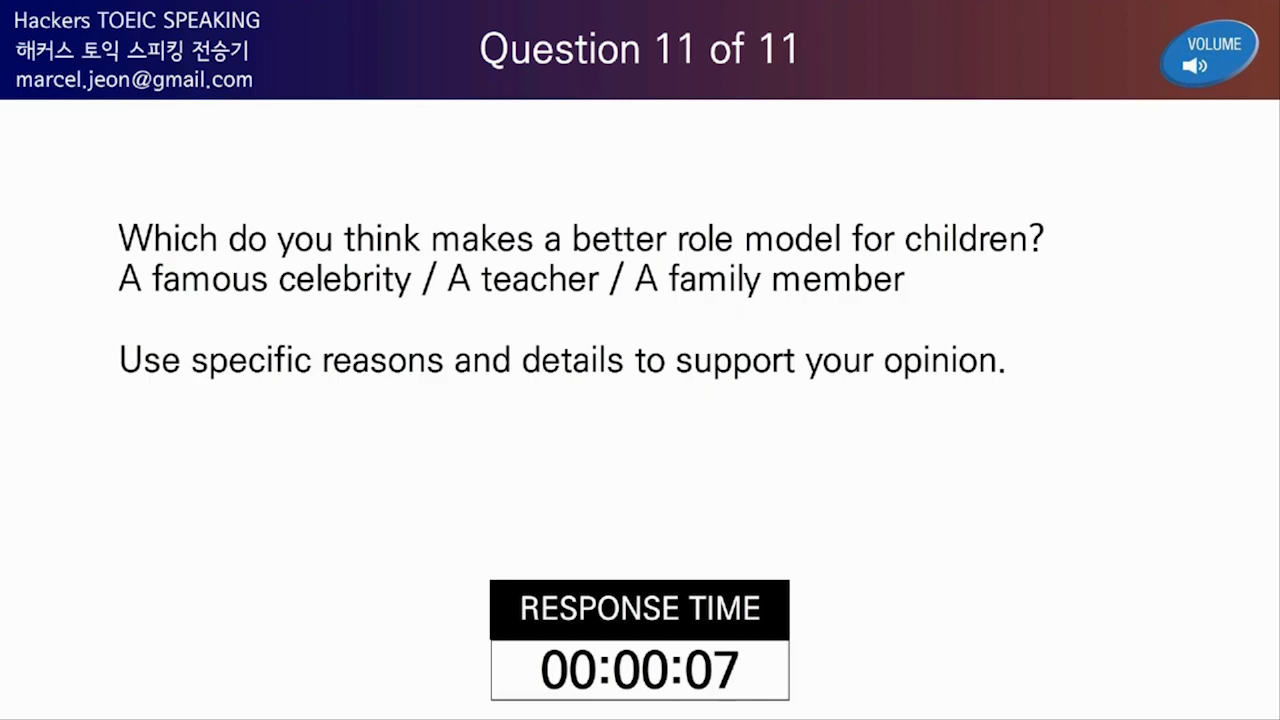 Hackers TOEIC SPEAKING
해커스 토익 스피킹 전승기
marcel.jeon@gmail.com
Question 11 of 11
VOLUME
Which do you think makes a better role model for children?
A famous celebrity / A teacher / A family member
Use specific reasons and details to support your opinion.
RESPONSE TIME
00:00:07